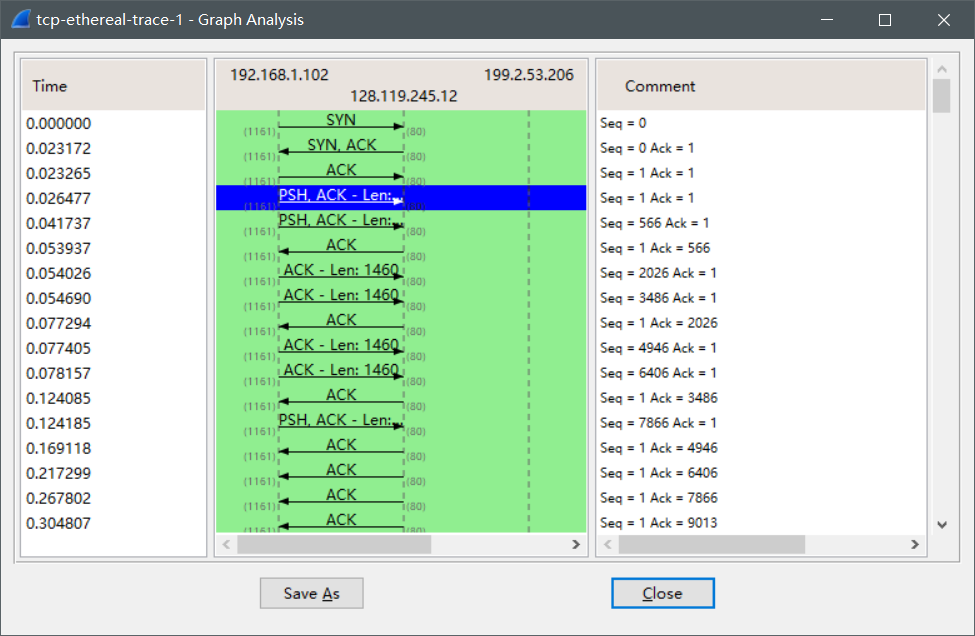 tcp-ethereal-trace-1 - Graph Analysis
Time 192.168.1.102 199.2.53.206 Comment
128.119.245.12
0.000000 SYN Seq = 0
(1161) (80)
0.023172 SYN, ACK Seq = 0 Ack = 1
(1161) (80)
0.023265 ACK Seq = 1 Ack = 1
(1161) (80)
0.026477 PSH, ACK - Len:... Seq = 1 Ack = 1
(1161) (80)
0.041737 PSH, ACK - Len:... Seq = 566 Ack = 1
(1161) (80)
0.053937 ACK Seq = 1 Ack = 566
(1161) (80)
0.054026 ACK - Len: 1460 Seq = 2026 Ack = 1
(1161) (80)
0.054690 ACK - Len: 1460 Seq = 3486 Ack = 1
(1161) (80)
0.077294 ACK Seq = 1 Ack = 2026
(1161) (80)
0.077405 ACK - Len: 1460 Seq = 4946 Ack = 1
(1161) (80)
0.078157 ACK - Len: 1460 Seq = 6406 Ack = 1
(1161) (80)
0.124085 ACK Seq = 1 Ack = 3486
(1161) (80)
0.124185 PSH, ACK - Len:... Seq = 7866 Ack = 1
(1161) (80)
0.169118 ACK Seq = 1 Ack = 4946
(1161) (80)
0.217299 ACK Seq = 1 Ack = 6406
(1161) (80)
0.267802 ACK Seq = 1 Ack = 7866
(1161) (80)
0.304807 ACK Seq = 1 Ack = 9013
(1161) (80)
Save As Close